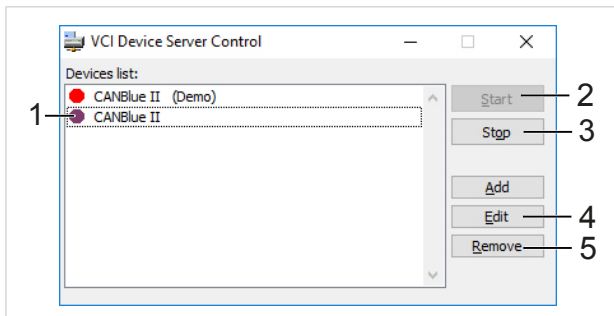 VCI Device Server Control
Devices list:
CANBlue II (Demo)
CANBlue II
1
Start
2
Stop
3
Add
Edit
4
Remove
5